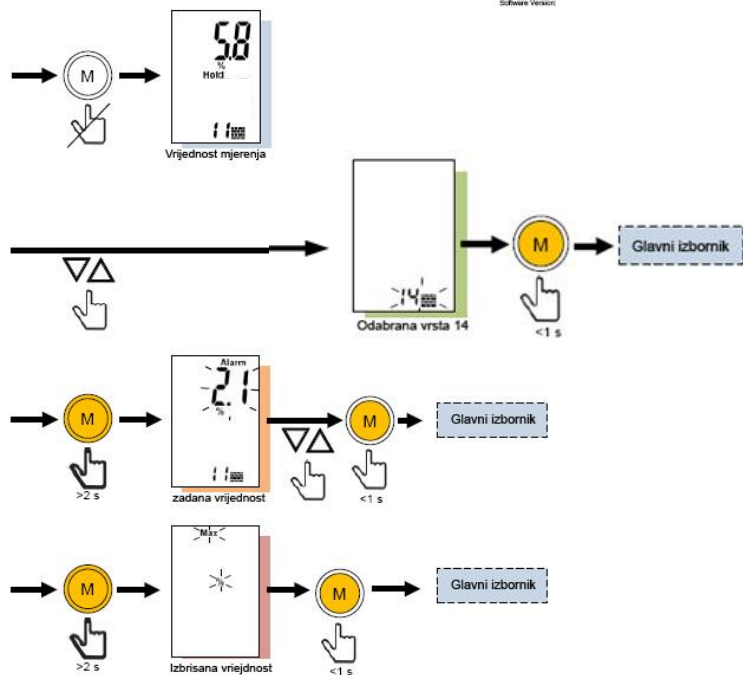 Software Version:
5.8
%
M
Hold
11
Vrijednost mjerenja
M
Glavni izbornik
14
Odabrana vrsta 14
<1 s
Alarm
2.1
M
%
M
Glavni izbornik
11
>2 s
zadana vrijednost
<1 s
Max
%
M
M
Glavni izbornik
>2 s
Izbrisana vriejdnost
<1 s